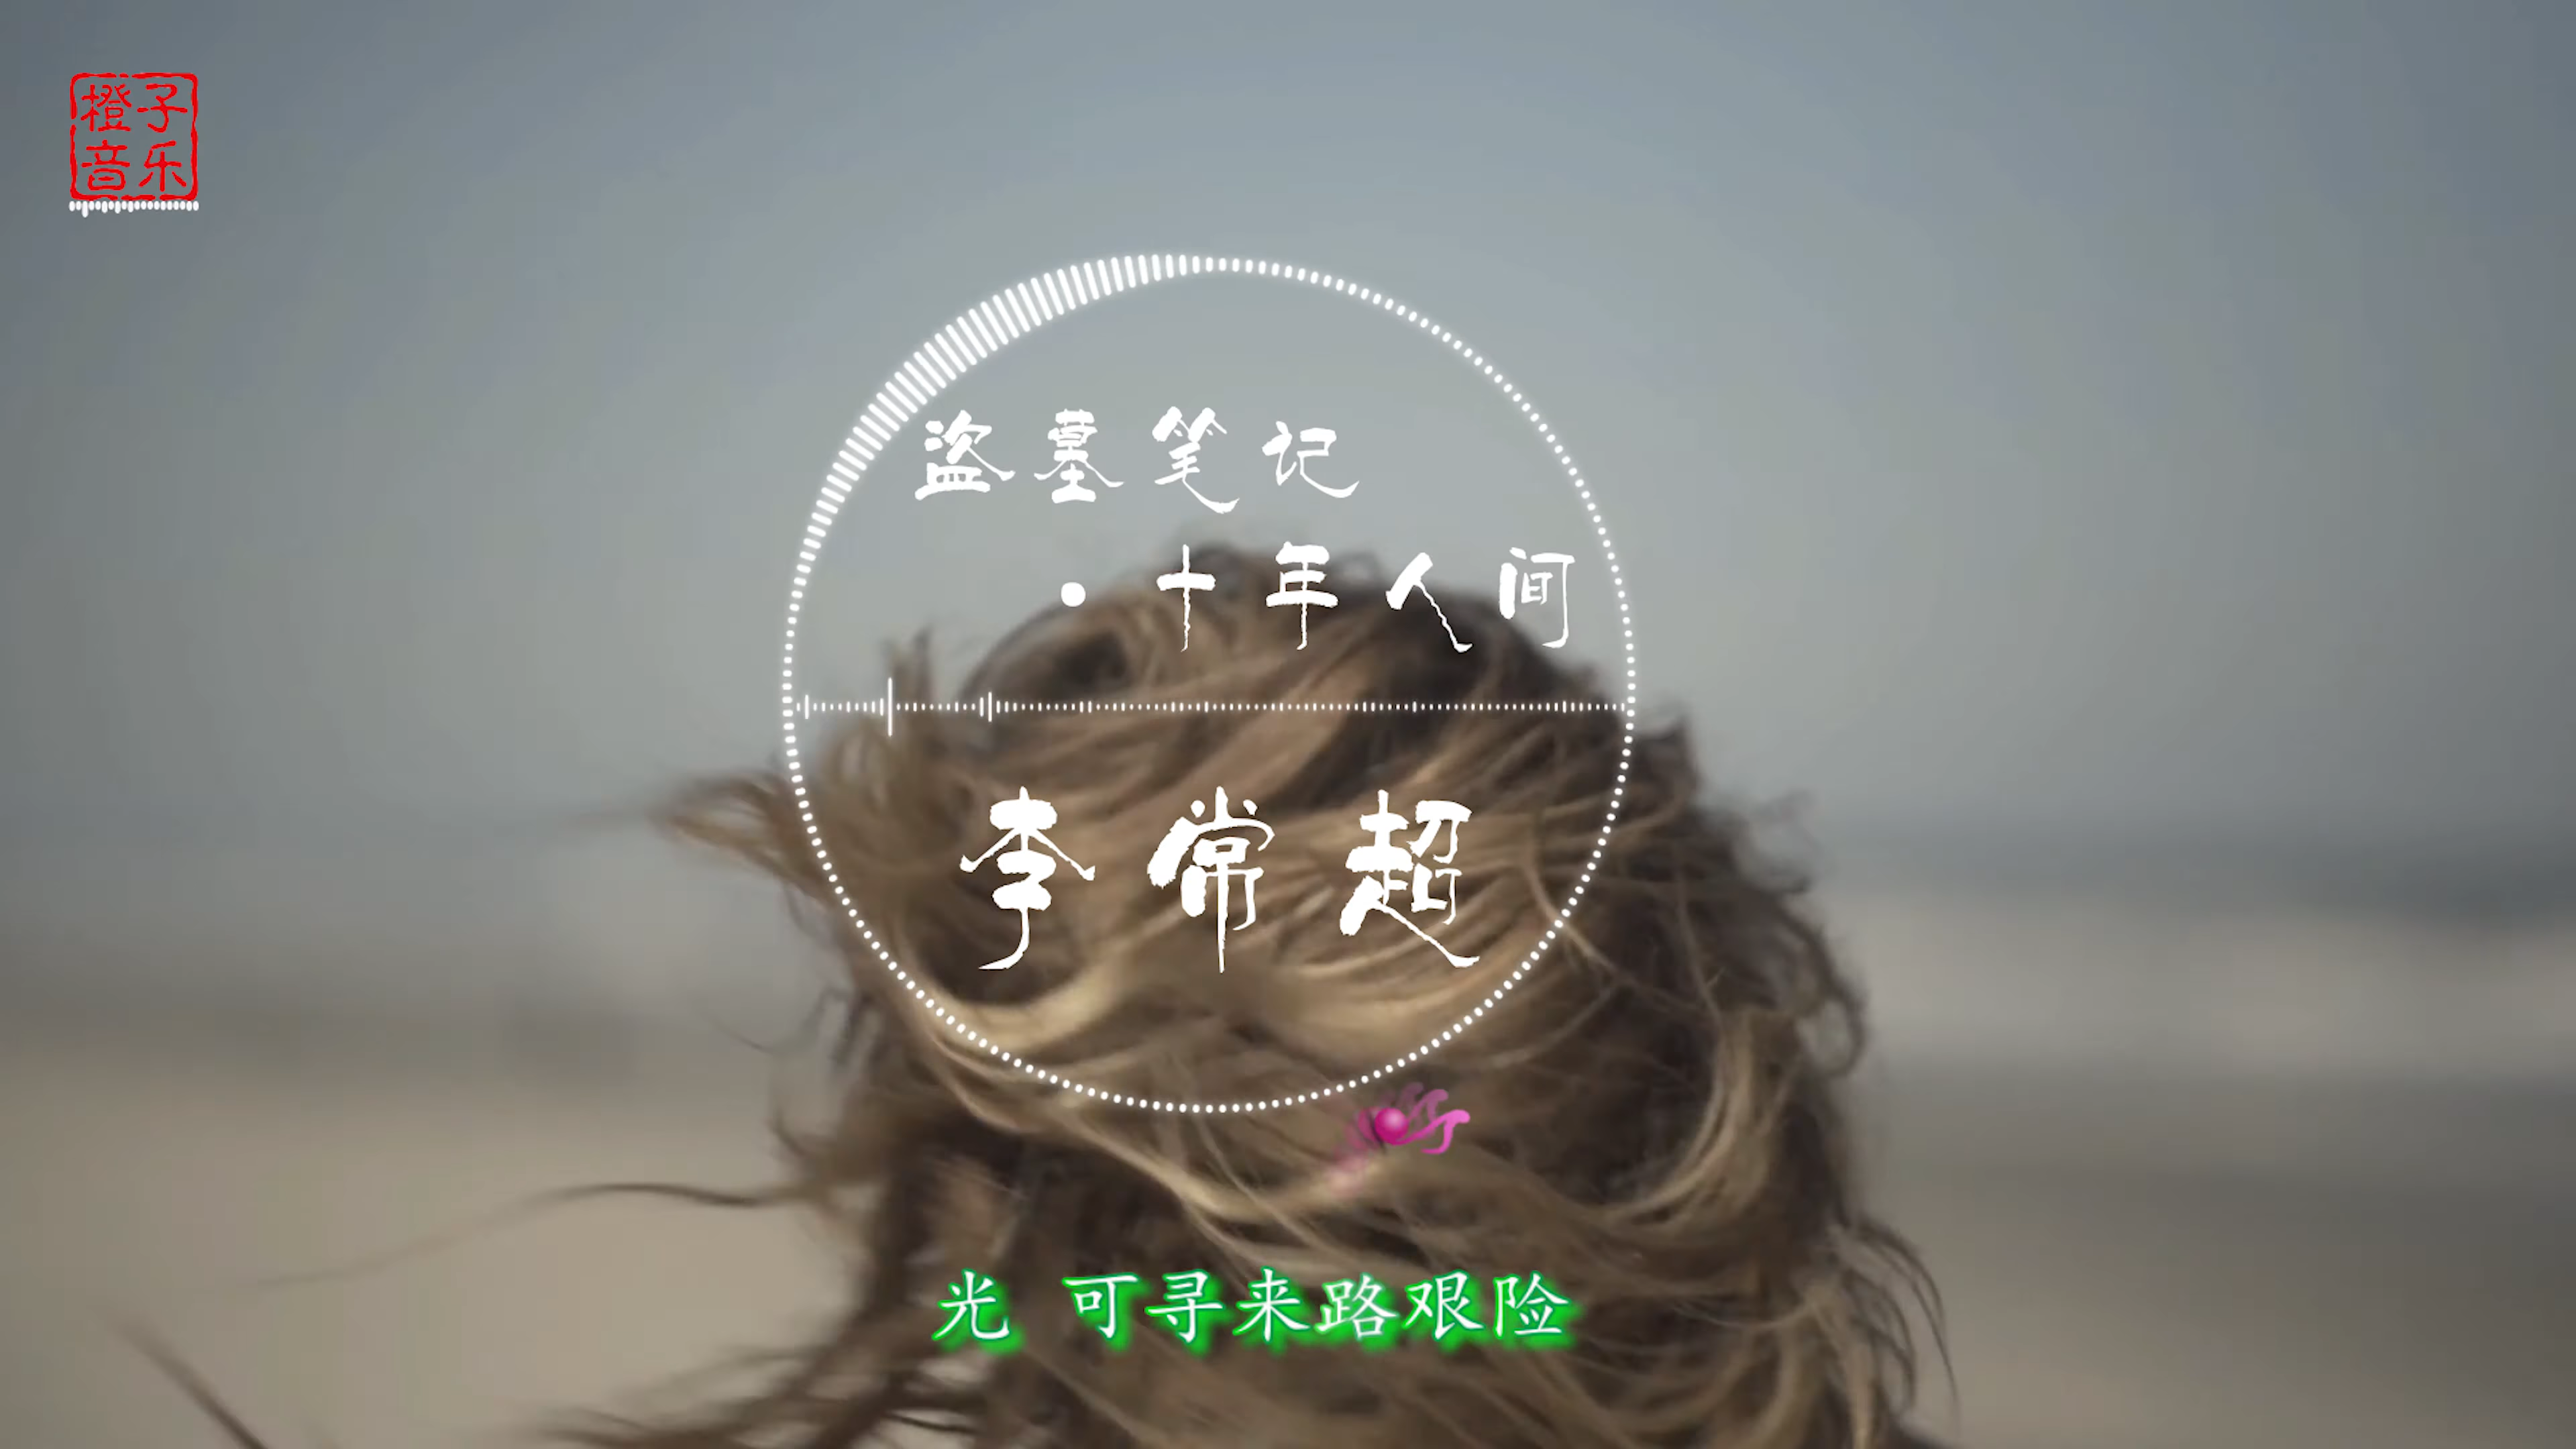 橙子
音乐
盗墓笔记
·十年人间
李常超
光 可寻来路艰险